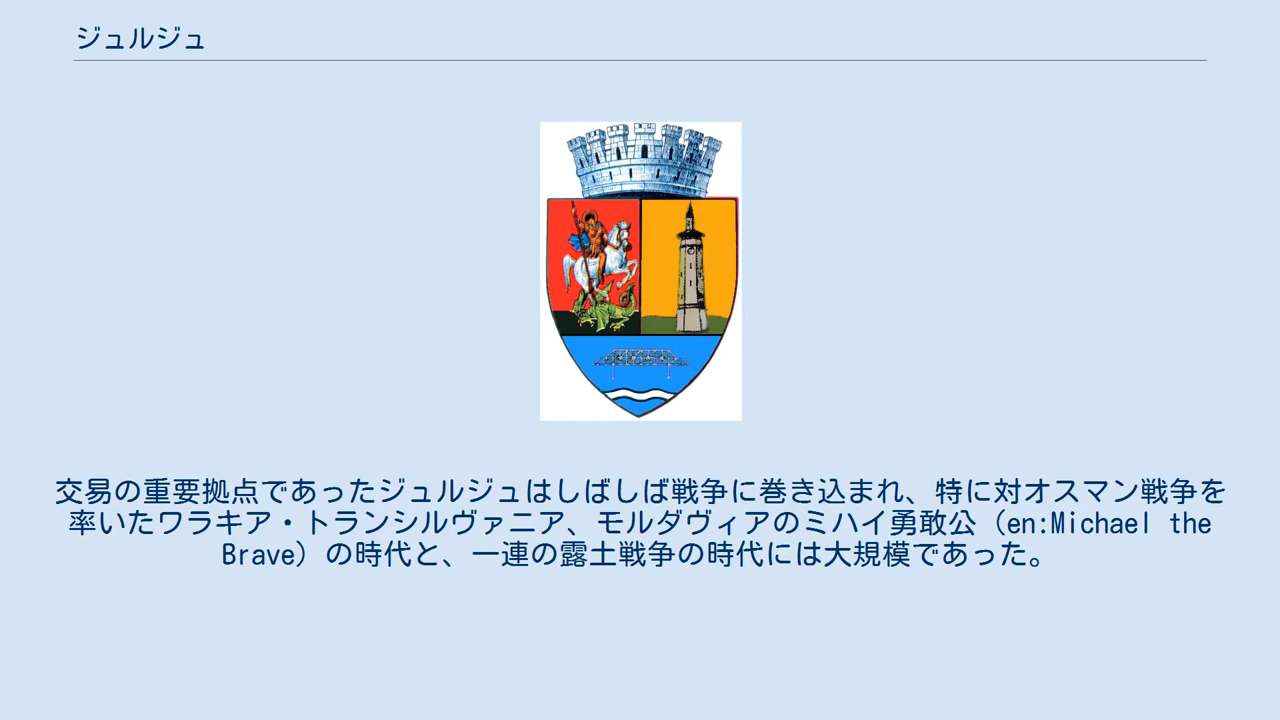 ジュルジュ
交易の重要拠点であったジュルジュはしばしば戦争に巻き込まれ、特に対オスマン戦争を
率いたワラキア・トランシルヴァニア、モルダヴィアのミハイ勇敢公（en:Michael the
Brave）の時代と、一連の露土戦争の時代には大規模であった。